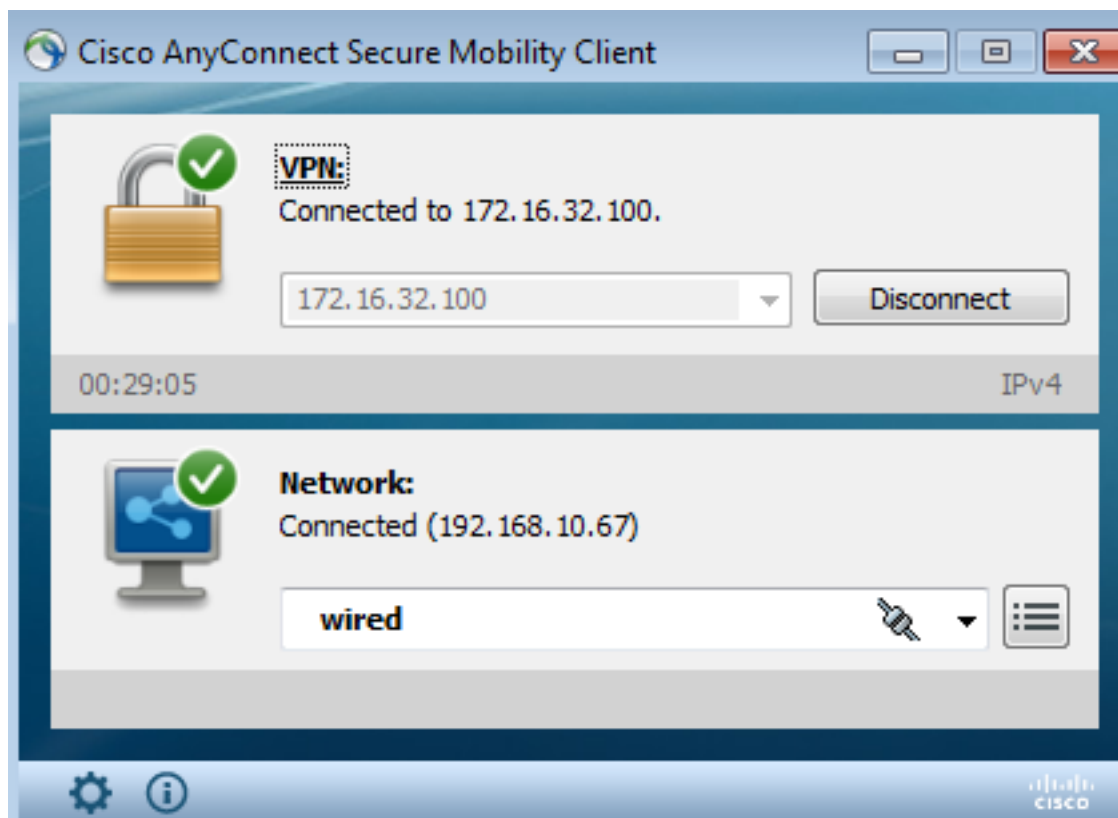 Cisco AnyConnect Secure Mobility Client
VPN:
Connected to 172.16.32.100.
172.16.32.100
Disconnect
00:29:05
IPv4
Network:
Connected (192.168.10.67)
wired
CISCO